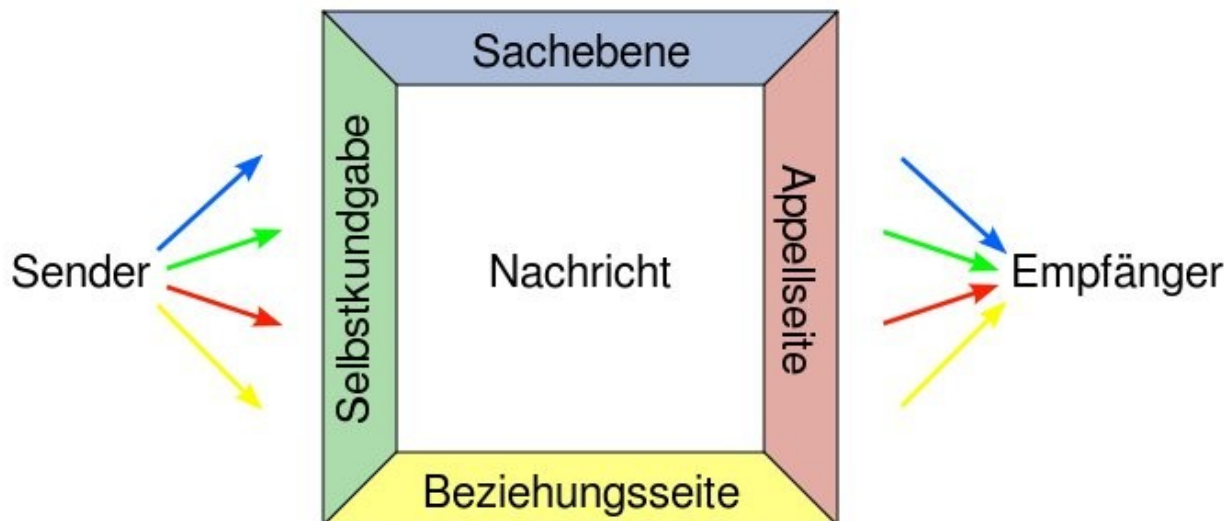 Sachebene
Sender
Selbstkundgabe
Nachricht
Appellseite
Empfänger
Beziehungsseite